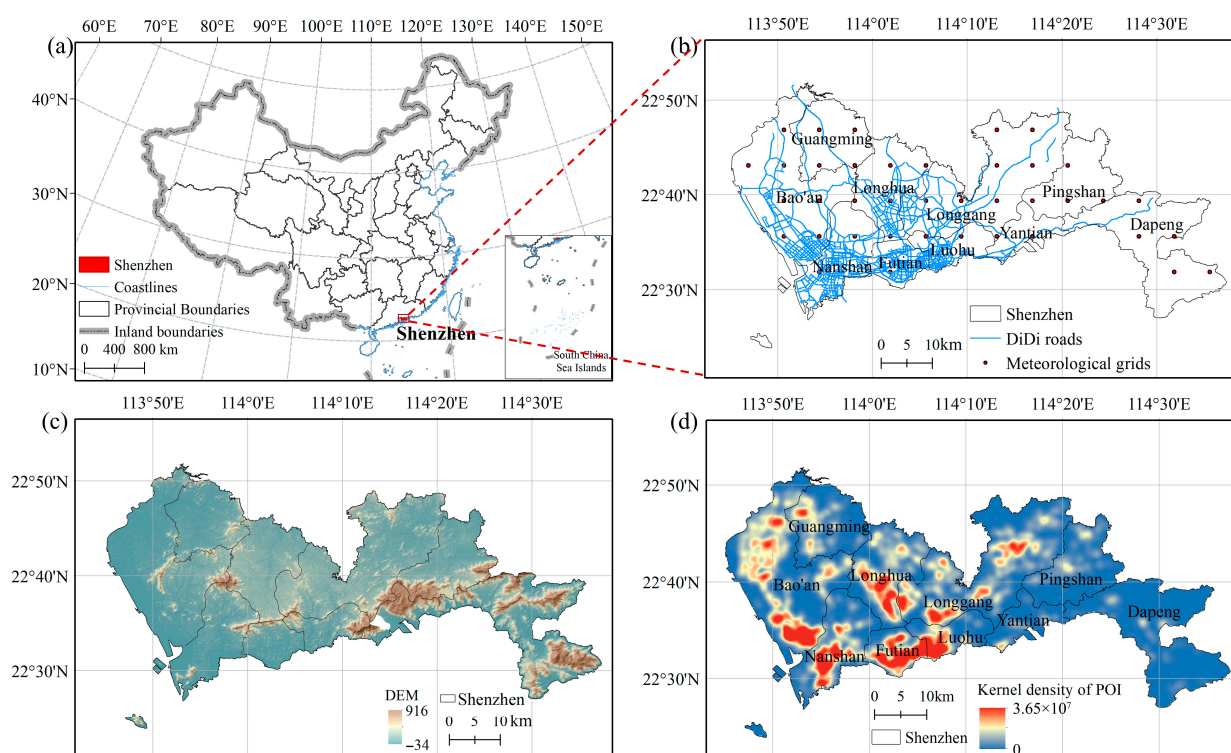 60°E 70°E 80°E 90°E 100°E 110°E 120°E 130°E 140°E 150°E
(a)
40°N
30°N
20°N
10°N
Shenzhen
Coastlines
Provincial Boundaries
Inland boundaries
0 400 800 km
Shenzhen
South China
Sea Islands
113°50'E 114°0'E 114°10'E 114°20'E 114°30'E
(b)
22°50'N
22°40'N
22°30'N
Guangming
Bao'an
Longhua
Pingshan
Longgang
Dapeng
Yantian
Luohu
Futian
Nanshan
0 5 10km
Shenzhen
DiDi roads
Meteorological grids
113°50'E 114°0'E 114°10'E 114°20'E 114°30'E
(c)
22°50'N
22°40'N
22°30'N
DEM
916
−34
Shenzhen
0 5 10 km
113°50'E 114°0'E 114°10'E 114°20'E 114°30'E
(d)
22°50'N
22°40'N
22°30'N
Guangming
Longhua
Bao'an
Pingshan
Longgang
Dapeng
Yantian
Luohu
Futian
Nanshan
0 5 10km
Shenzhen
Kernel density of POI
3.65×10⁷
0